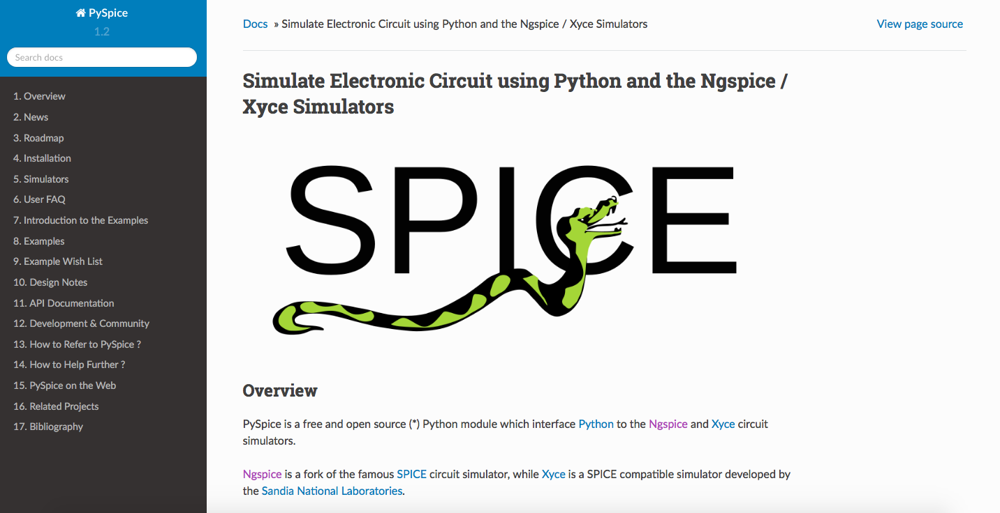 PySpice
1.2
Search docs
1. Overview
2. News
3. Roadmap
4. Installation
5. Simulators
6. User FAQ
7. Introduction to the Examples
8. Examples
9. Example Wish List
10. Design Notes
11. API Documentation
12. Development & Community
13. How to Refer to PySpice ?
14. How to Help Further ?
15. PySpice on the Web
16. Related Projects
17. Bibliography
Docs » Simulate Electronic Circuit using Python and the Ngspice / Xyce Simulators
View page source
Simulate Electronic Circuit using Python and the Ngspice /
Xyce Simulators
SPICE
Overview
PySpice is a free and open source (*) Python module which interface Python to the Ngspice and Xyce circuit
simulators.
Ngspice is a fork of the famous SPICE circuit simulator, while Xyce is a SPICE compatible simulator developed by
the Sandia National Laboratories.